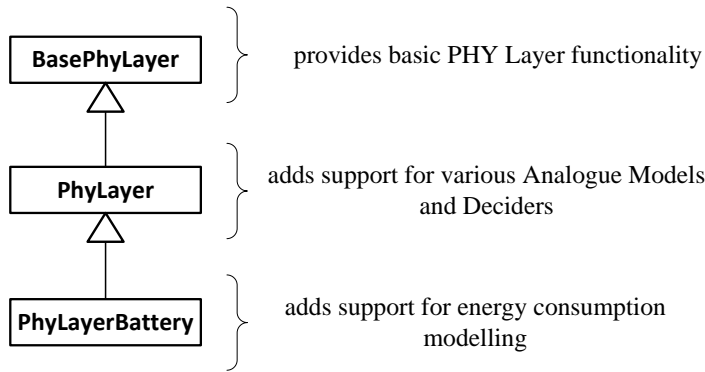 BasePhyLayer
provides basic PHY Layer functionality
PhyLayer
adds support for various Analogue Models
and Deciders
PhyLayerBattery
adds support for energy consumption
modelling